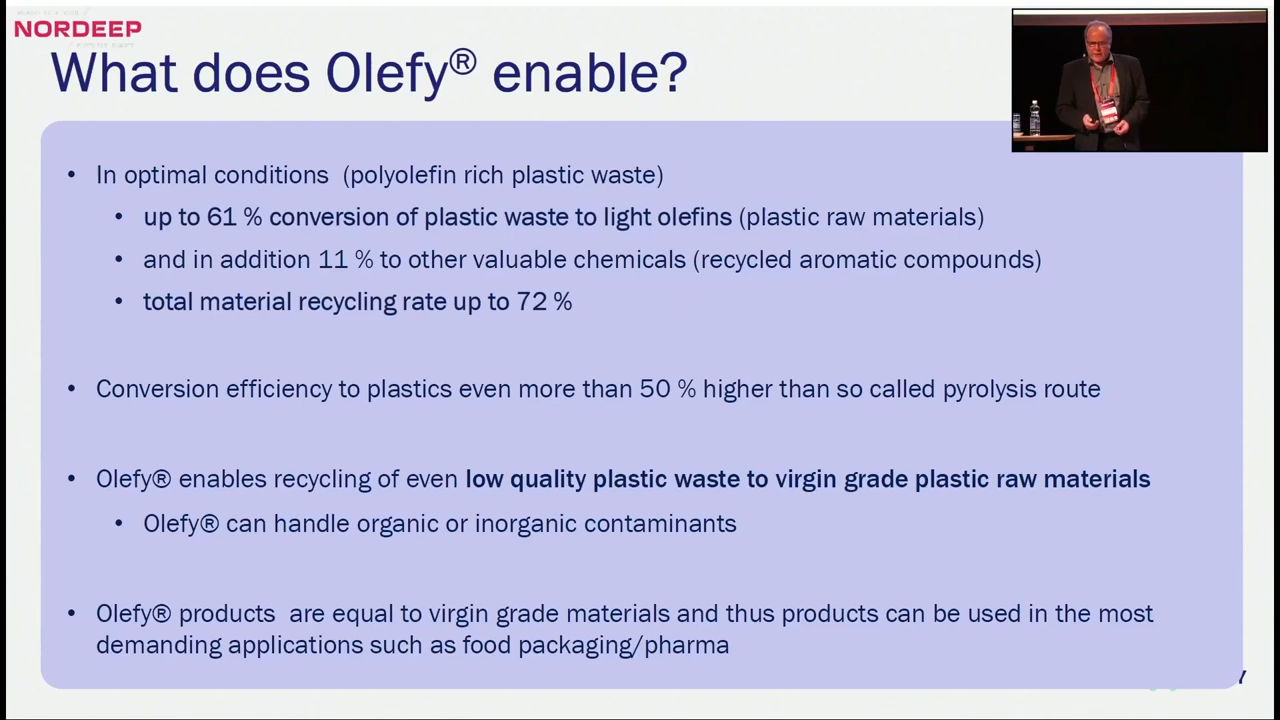 NORDEEP
What does Olefy® enable?
• In optimal conditions (polyolefin rich plastic waste)
• up to 61 % conversion of plastic waste to light olefins (plastic raw materials)
• and in addition 11 % to other valuable chemicals (recycled aromatic compounds)
• total material recycling rate up to 72 %
• Conversion efficiency to plastics even more than 50 % higher than so called pyrolysis route
• Olefy® enables recycling of even low quality plastic waste to virgin grade plastic raw materials
• Olefy® can handle organic or inorganic contaminants
• Olefy® products are equal to virgin grade materials and thus products can be used in the most
demanding applications such as food packaging/pharma